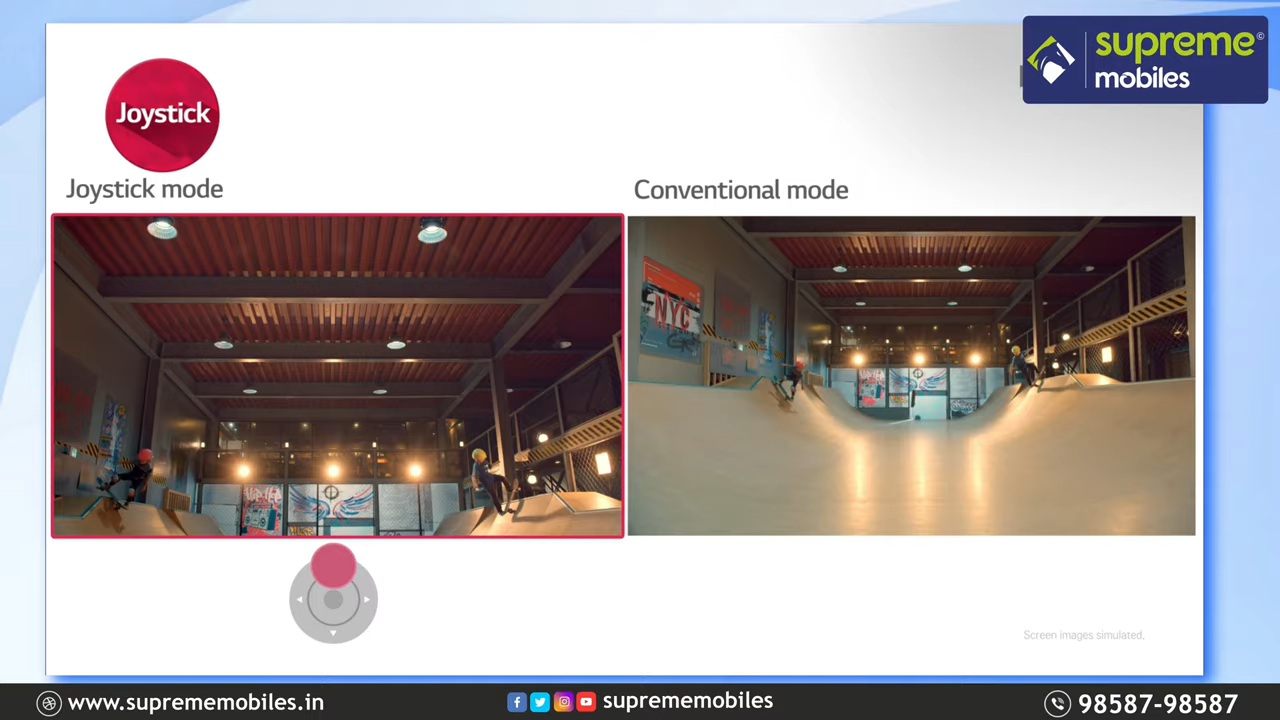 supreme©
mobiles
Joystick
Joystick mode
Conventional mode
NYC
Screen images simulated.
www.suprememobiles.in
suprememobiles
98587-98587